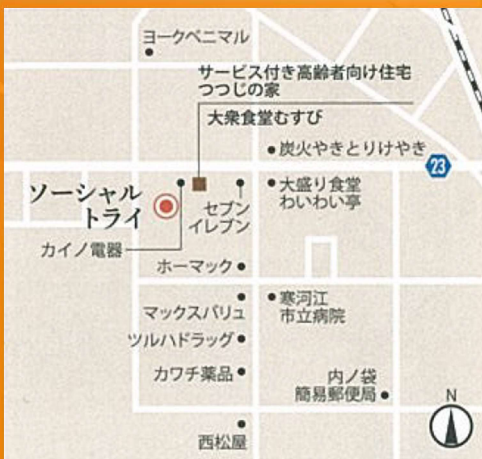 ヨークベニマル
サービス付き高齢者向け住宅
つつじの家
大衆食堂むすび
炭火やきとりけやき
23
ソーシャル
トライ
セブン
イレブン
大盛り食堂
わいわい亭
カイノ電器
ホーマック
マックスバリュ
寒河江
市立病院
ツルハドラッグ
カワチ薬品
内ノ袋
簡易郵便局
N
西松屋